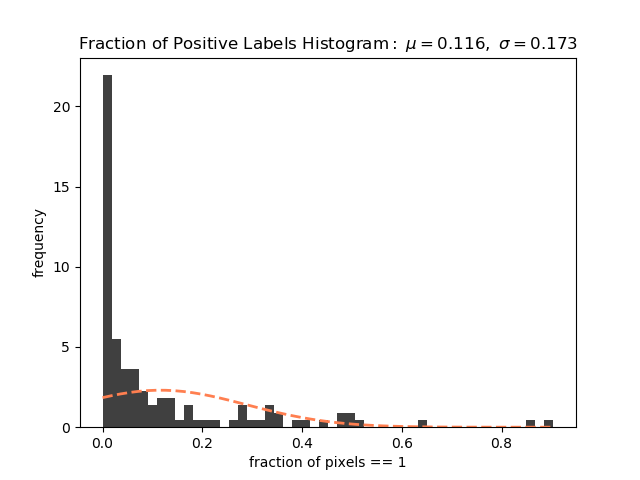 Fraction of Positive Labels Histogram: μ = 0.116, σ = 0.173
20
15
10
5
0
frequency
0.0 0.2 0.4 0.6 0.8
fraction of pixels == 1